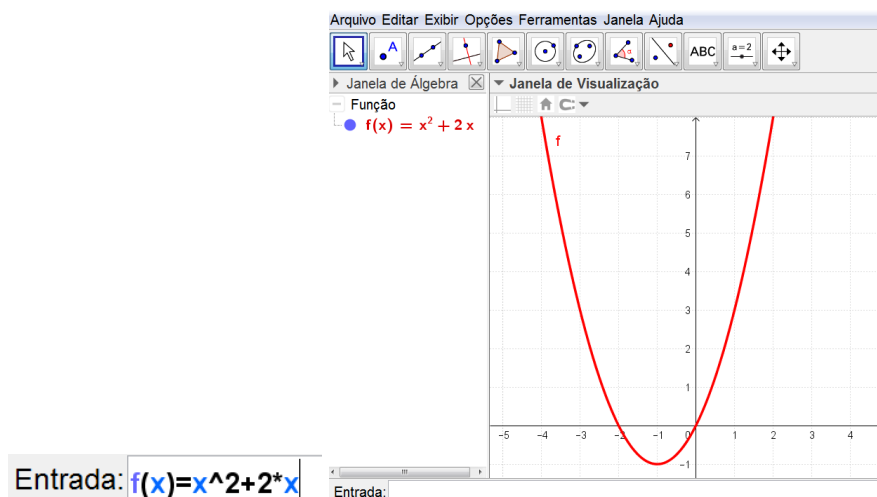 Arquivo Editar Exibir Opções Ferramentas Janela Ajuda
A
α
ABC
a=2
Janela de Álgebra
Janela de Visualização
Função
f(x) = x² + 2 x
f
7
6
5
4
3
2
1
-5 -4 -3 -2 -1 0 1 2 3 4
-1
Entrada: f(x)=x^2+2*x
Entrada: